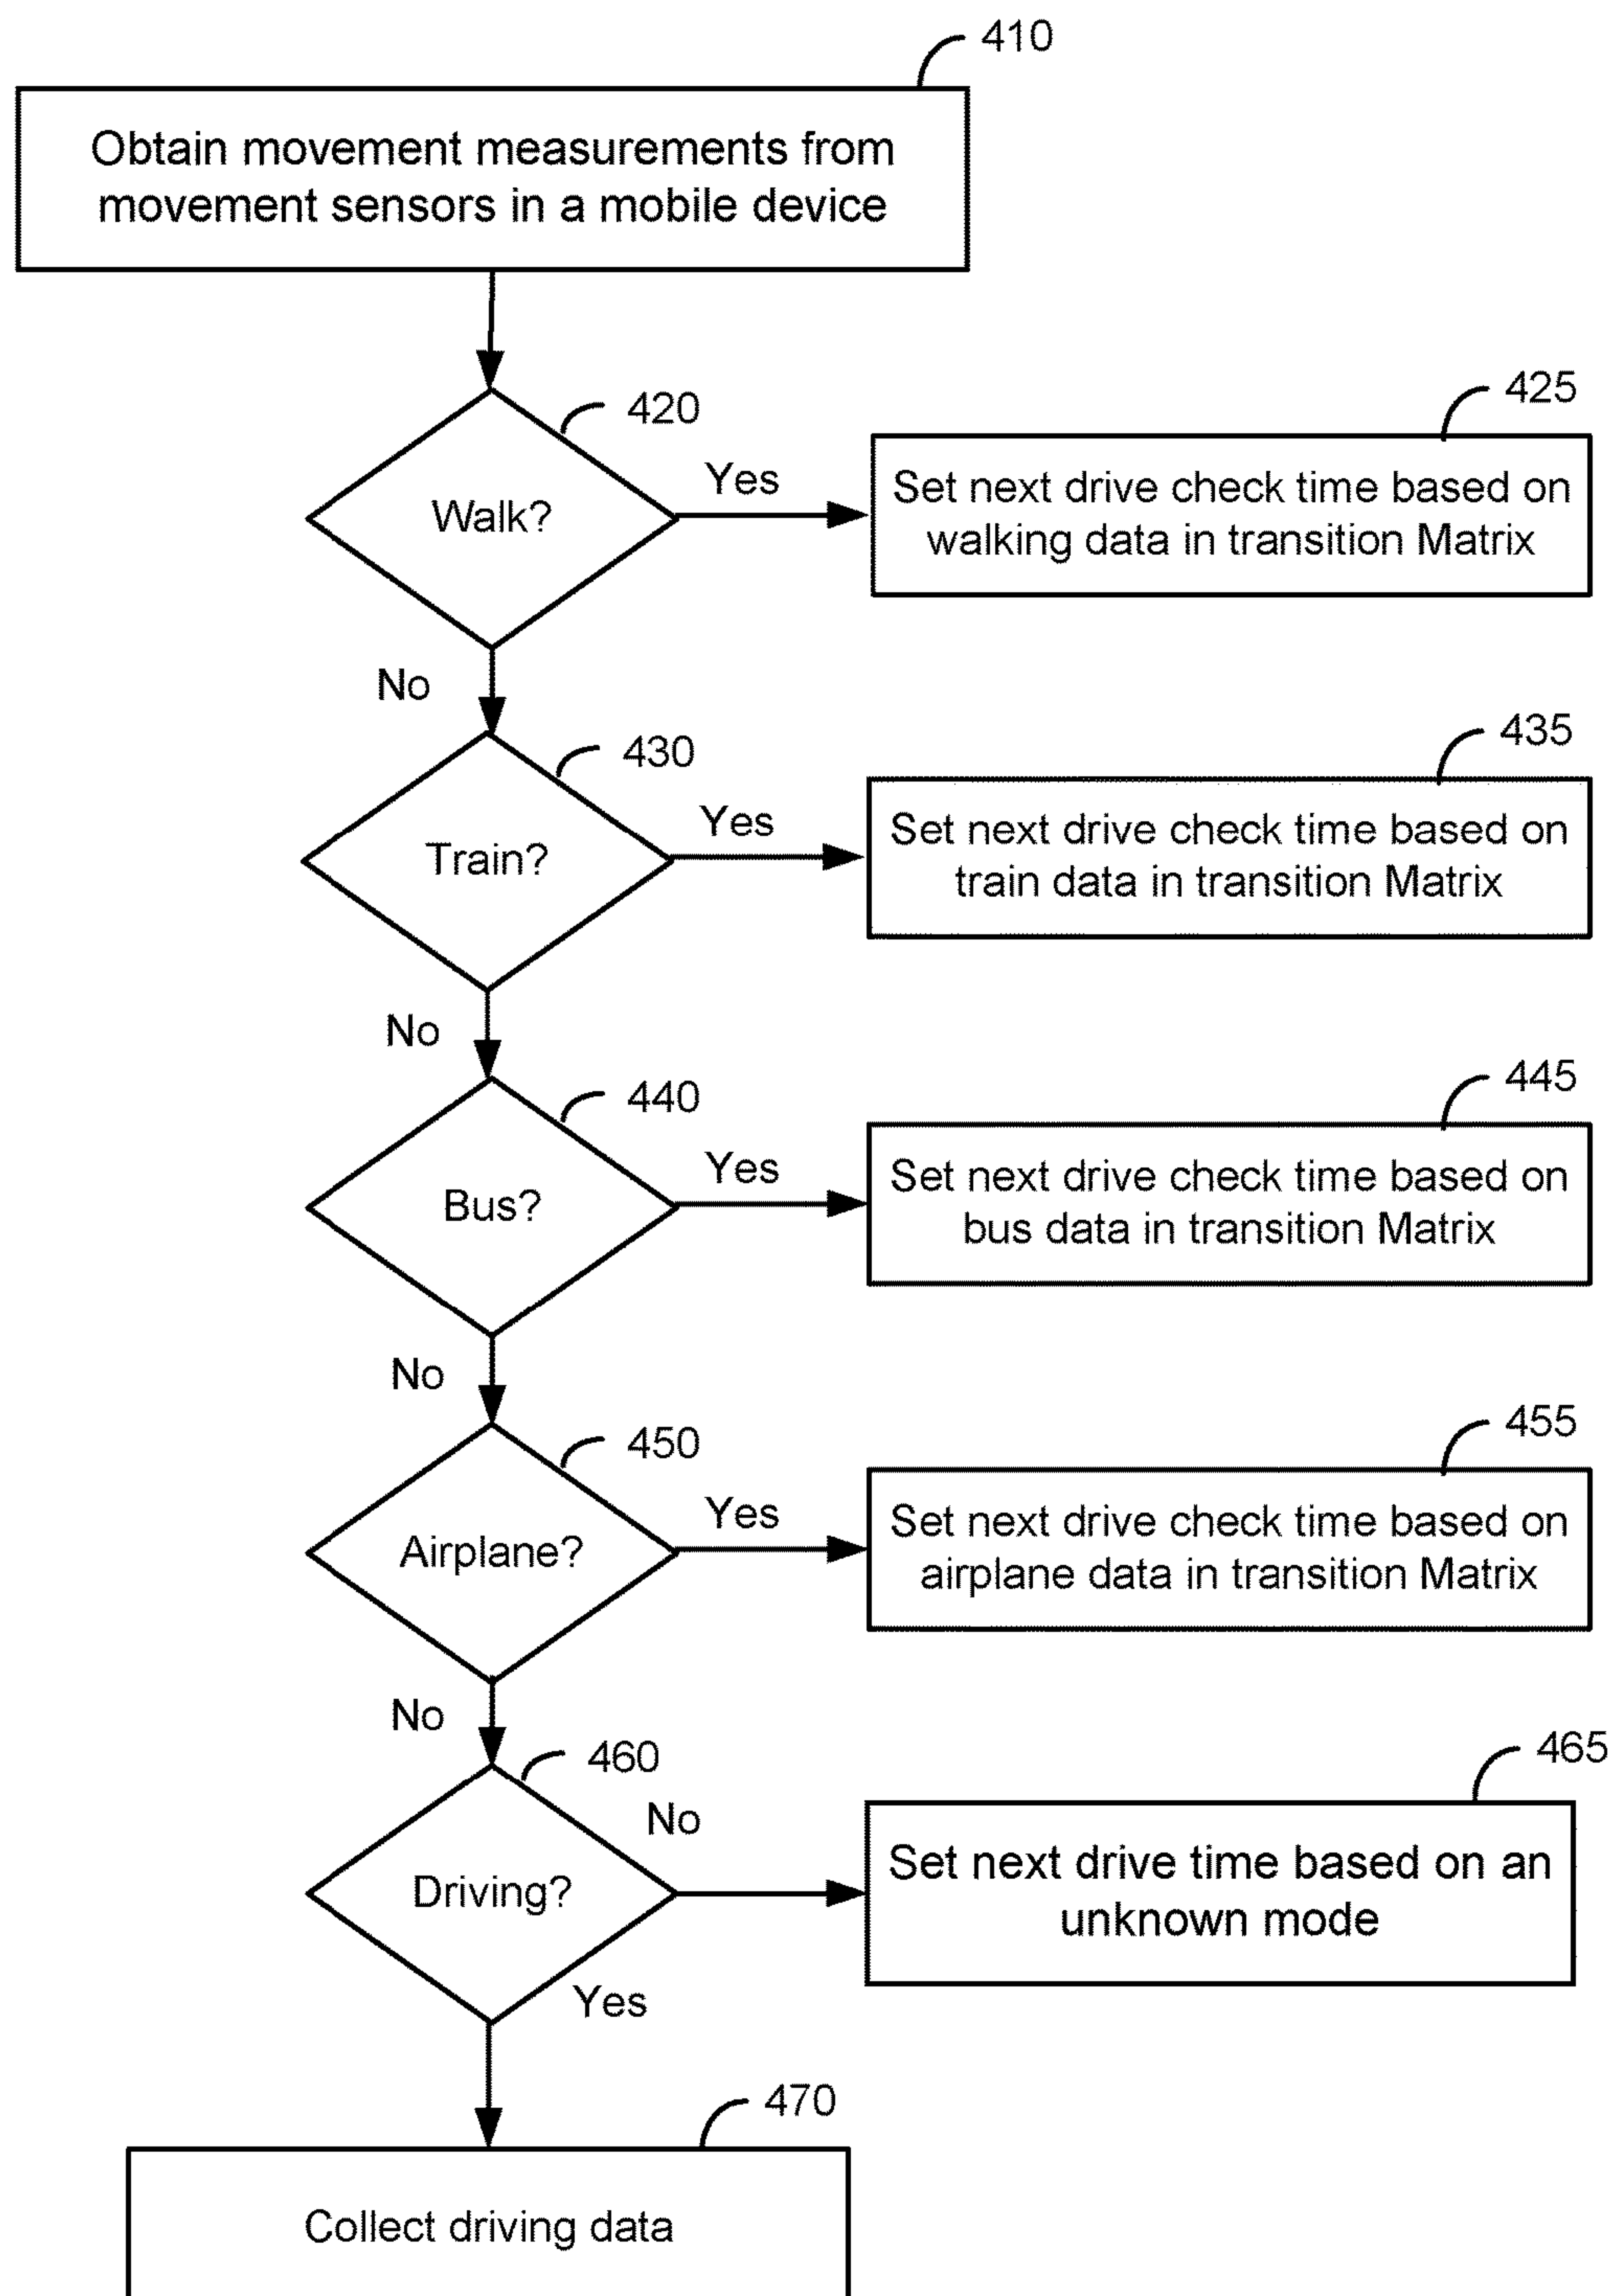 410
Obtain movement measurements from
movement sensors in a mobile device
420
Walk?
Yes
425
Set next drive check time based on
walking data in transition Matrix
No
430
Train?
Yes
435
Set next drive check time based on
train data in transition Matrix
No
440
Bus?
Yes
445
Set next drive check time based on
bus data in transition Matrix
No
450
Airplane?
Yes
455
Set next drive check time based on
airplane data in transition Matrix
No
460
Driving?
No
465
Set next drive time based on an
unknown mode
Yes
470
Collect driving data